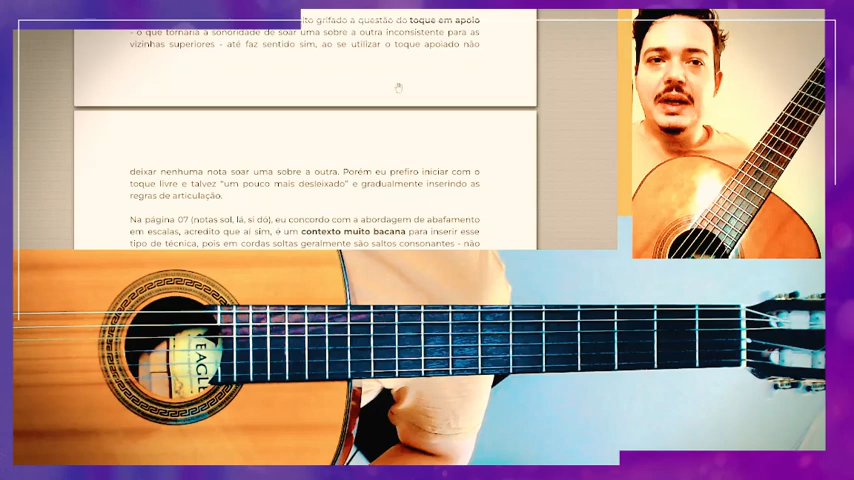 ito grifado a questão do toque em apoio
- o que tornaria a sonoridade de soar uma sobre a outra inconsistente para as
vizinhas superiores - até faz sentido sim, ao se utilizar o toque apoiado não
deixar nenhuma nota soar uma sobre a outra. Porém eu prefiro iniciar com o
toque livre e talvez "um pouco mais desleixado" e gradualmente inserindo as
regras de articulação.
Na página 07 (notas sol, lá, si dó), eu concordo com a abordagem de abafamento
em escalas, acredito que aí sim, é um contexto muito bacana para inserir esse
tipo de técnica, pois em cordas soltas geralmente são saltos consonantes - não
EAGLE